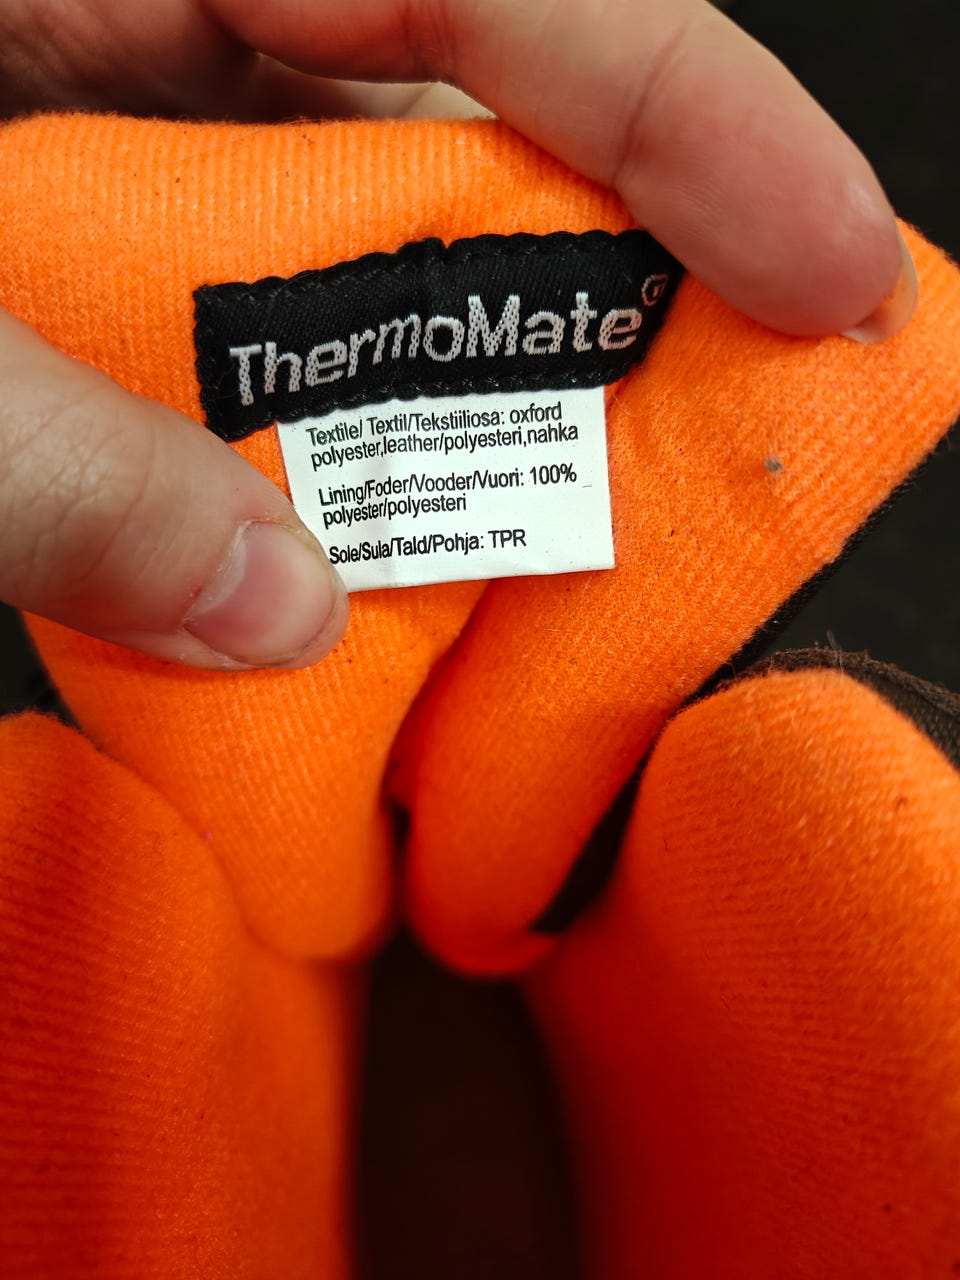 ThermoMate
Textile/ Textil/Tekstiiliosa: oxford
polyester,leather/polyesteri,nahka
Lining/Foder/Vooder/Vuori: 100%
polyester/polyesteri
Sole/Sula/Tald/Pohja: TPR